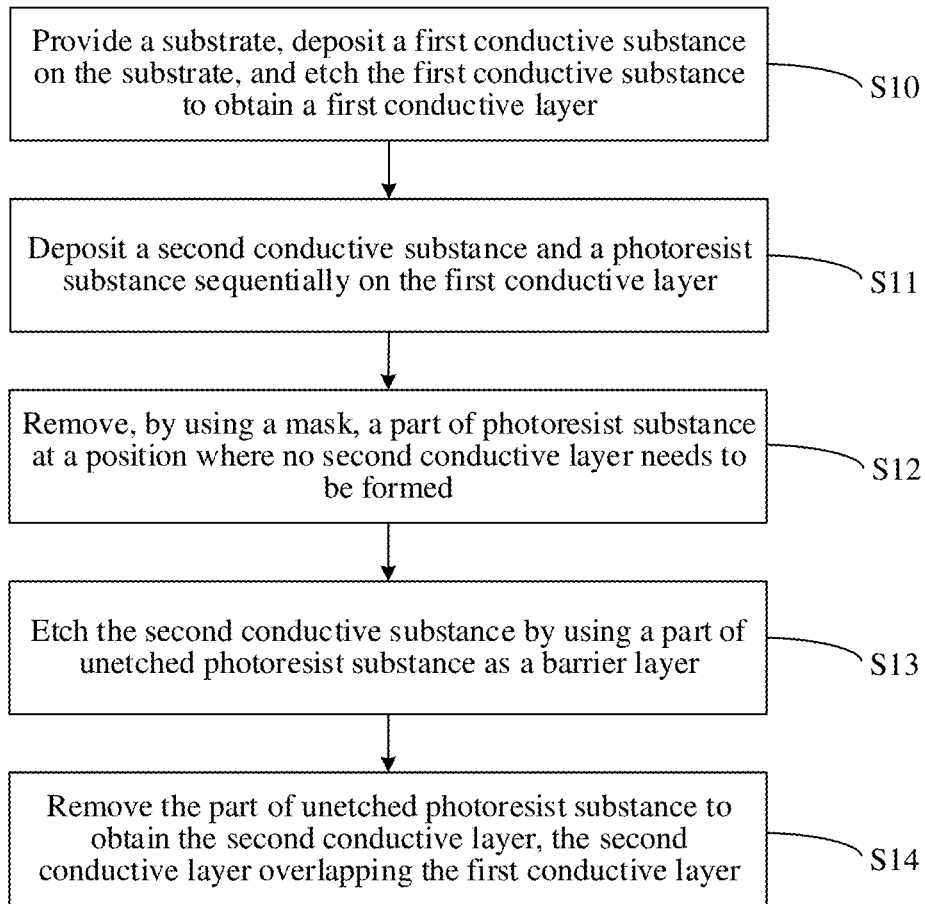 Provide a substrate, deposit a first conductive substance
on the substrate, and etch the first conductive substance
to obtain a first conductive layer
S10
Deposit a second conductive substance and a photoresist
substance sequentially on the first conductive layer
S11
Remove, by using a mask, a part of photoresist substance
at a position where no second conductive layer needs to
be formed
S12
Etch the second conductive substance by using a part of
unetched photoresist substance as a barrier layer
S13
Remove the part of unetched photoresist substance to
obtain the second conductive layer, the second
conductive layer overlapping the first conductive layer
S14